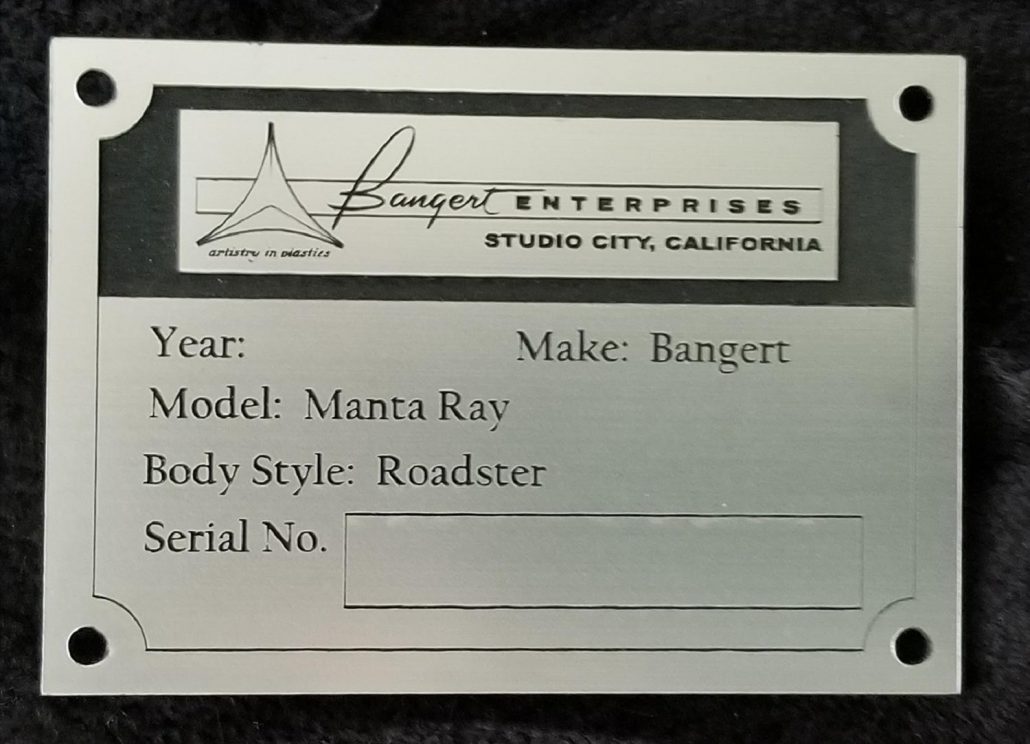 Bangert ENTERPRISES
artistry in plastics
STUDIO CITY, CALIFORNIA
Year: Make: Bangert
Model: Manta Ray
Body Style: Roadster
Serial No.